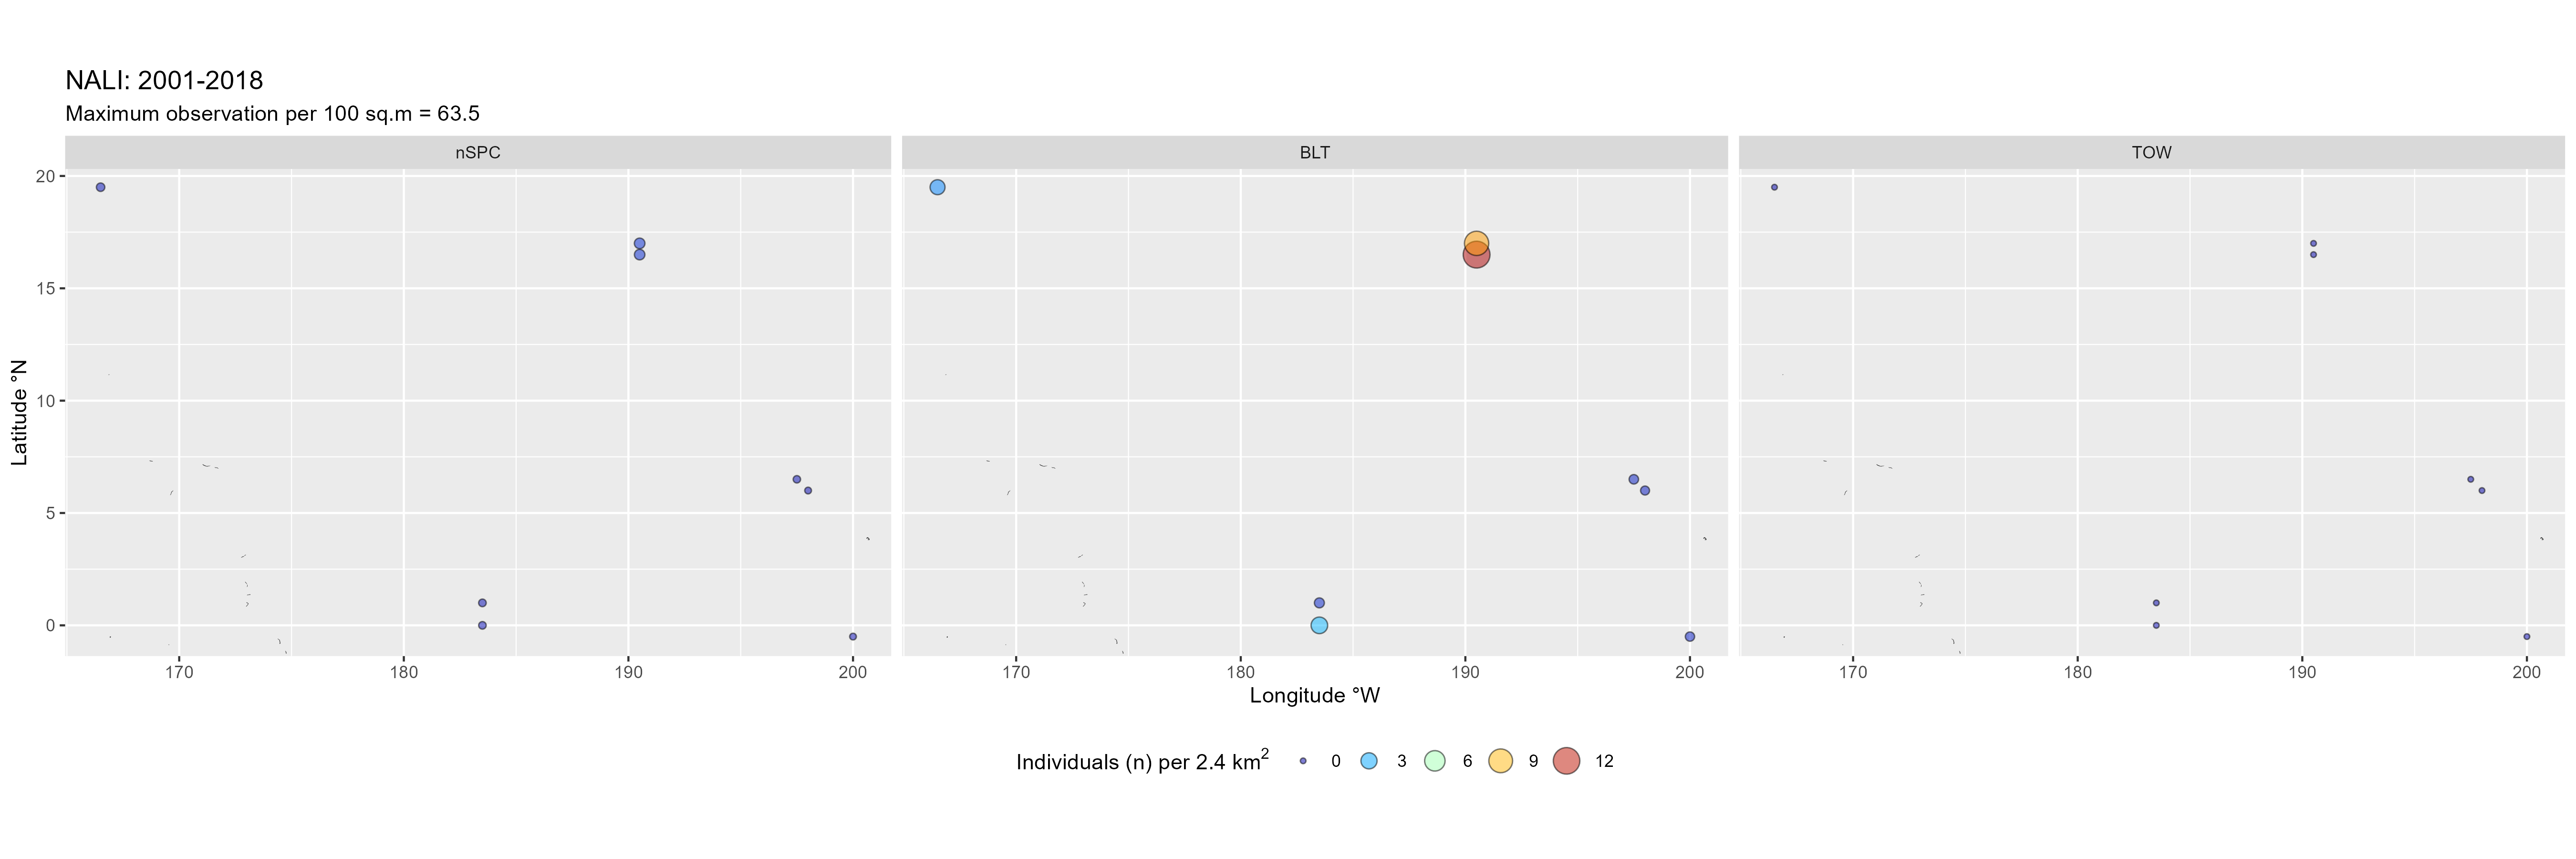 NALI: 2001-2018
Maximum observation per 100 sq.m = 63.5
nSPC BLT TOW
Latitude °N
20
15
10
5
0
170 180 190 200 170 180 190 200 170 180 190 200
Longitude °W
Individuals (n) per 2.4 km² 0 3 6 9 12